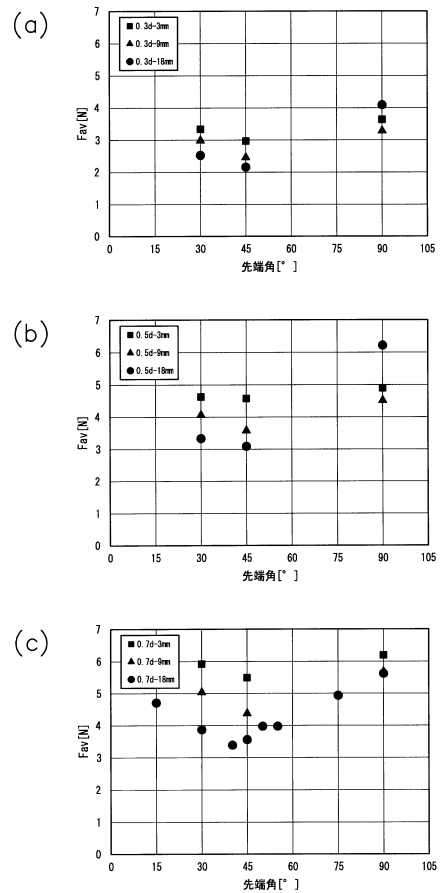 (a)
7
6
5
4
3
2
1
0
Fav[N]
■ 0.3d-3mm
▲ 0.3d-9mm
● 0.3d-18mm
0 15 30 45 60 75 90 105
先端角[°]
(b)
7
6
5
4
3
2
1
0
Fav[N]
■ 0.5d-3mm
▲ 0.5d-9mm
● 0.5d-18mm
0 15 30 45 60 75 90 105
先端角[°]
(c)
7
6
5
4
3
2
1
0
Fav[N]
■ 0.7d-3mm
▲ 0.7d-9mm
● 0.7d-18mm
0 15 30 45 60 75 90 105
先端角[°]